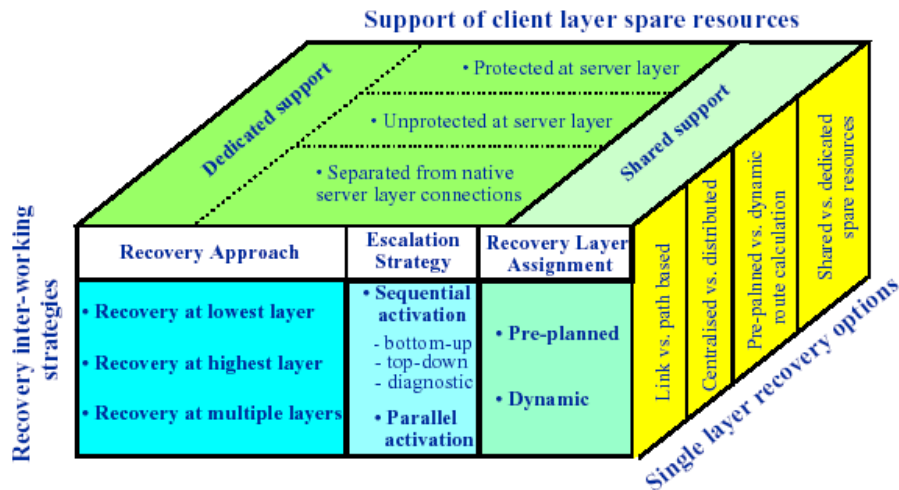 Support of client layer spare resources
Dedicated support
• Protected at server layer
• Unprotected at server layer
• Separated from native
server layer connections
Shared support
Recovery inter-working
strategies
Recovery Approach
• Recovery at lowest layer
• Recovery at highest layer
• Recovery at multiple layers
Escalation
Strategy
• Sequential
activation
- bottom-up
- top-down
- diagnostic
• Parallel
activation
Recovery Layer
Assignment
• Pre-planned
• Dynamic
Link vs. path based
Centralised vs. distributed
Pre-palnned vs. dynamic
route calculation
Shared vs. dedicated
spare resources
Single layer recovery options